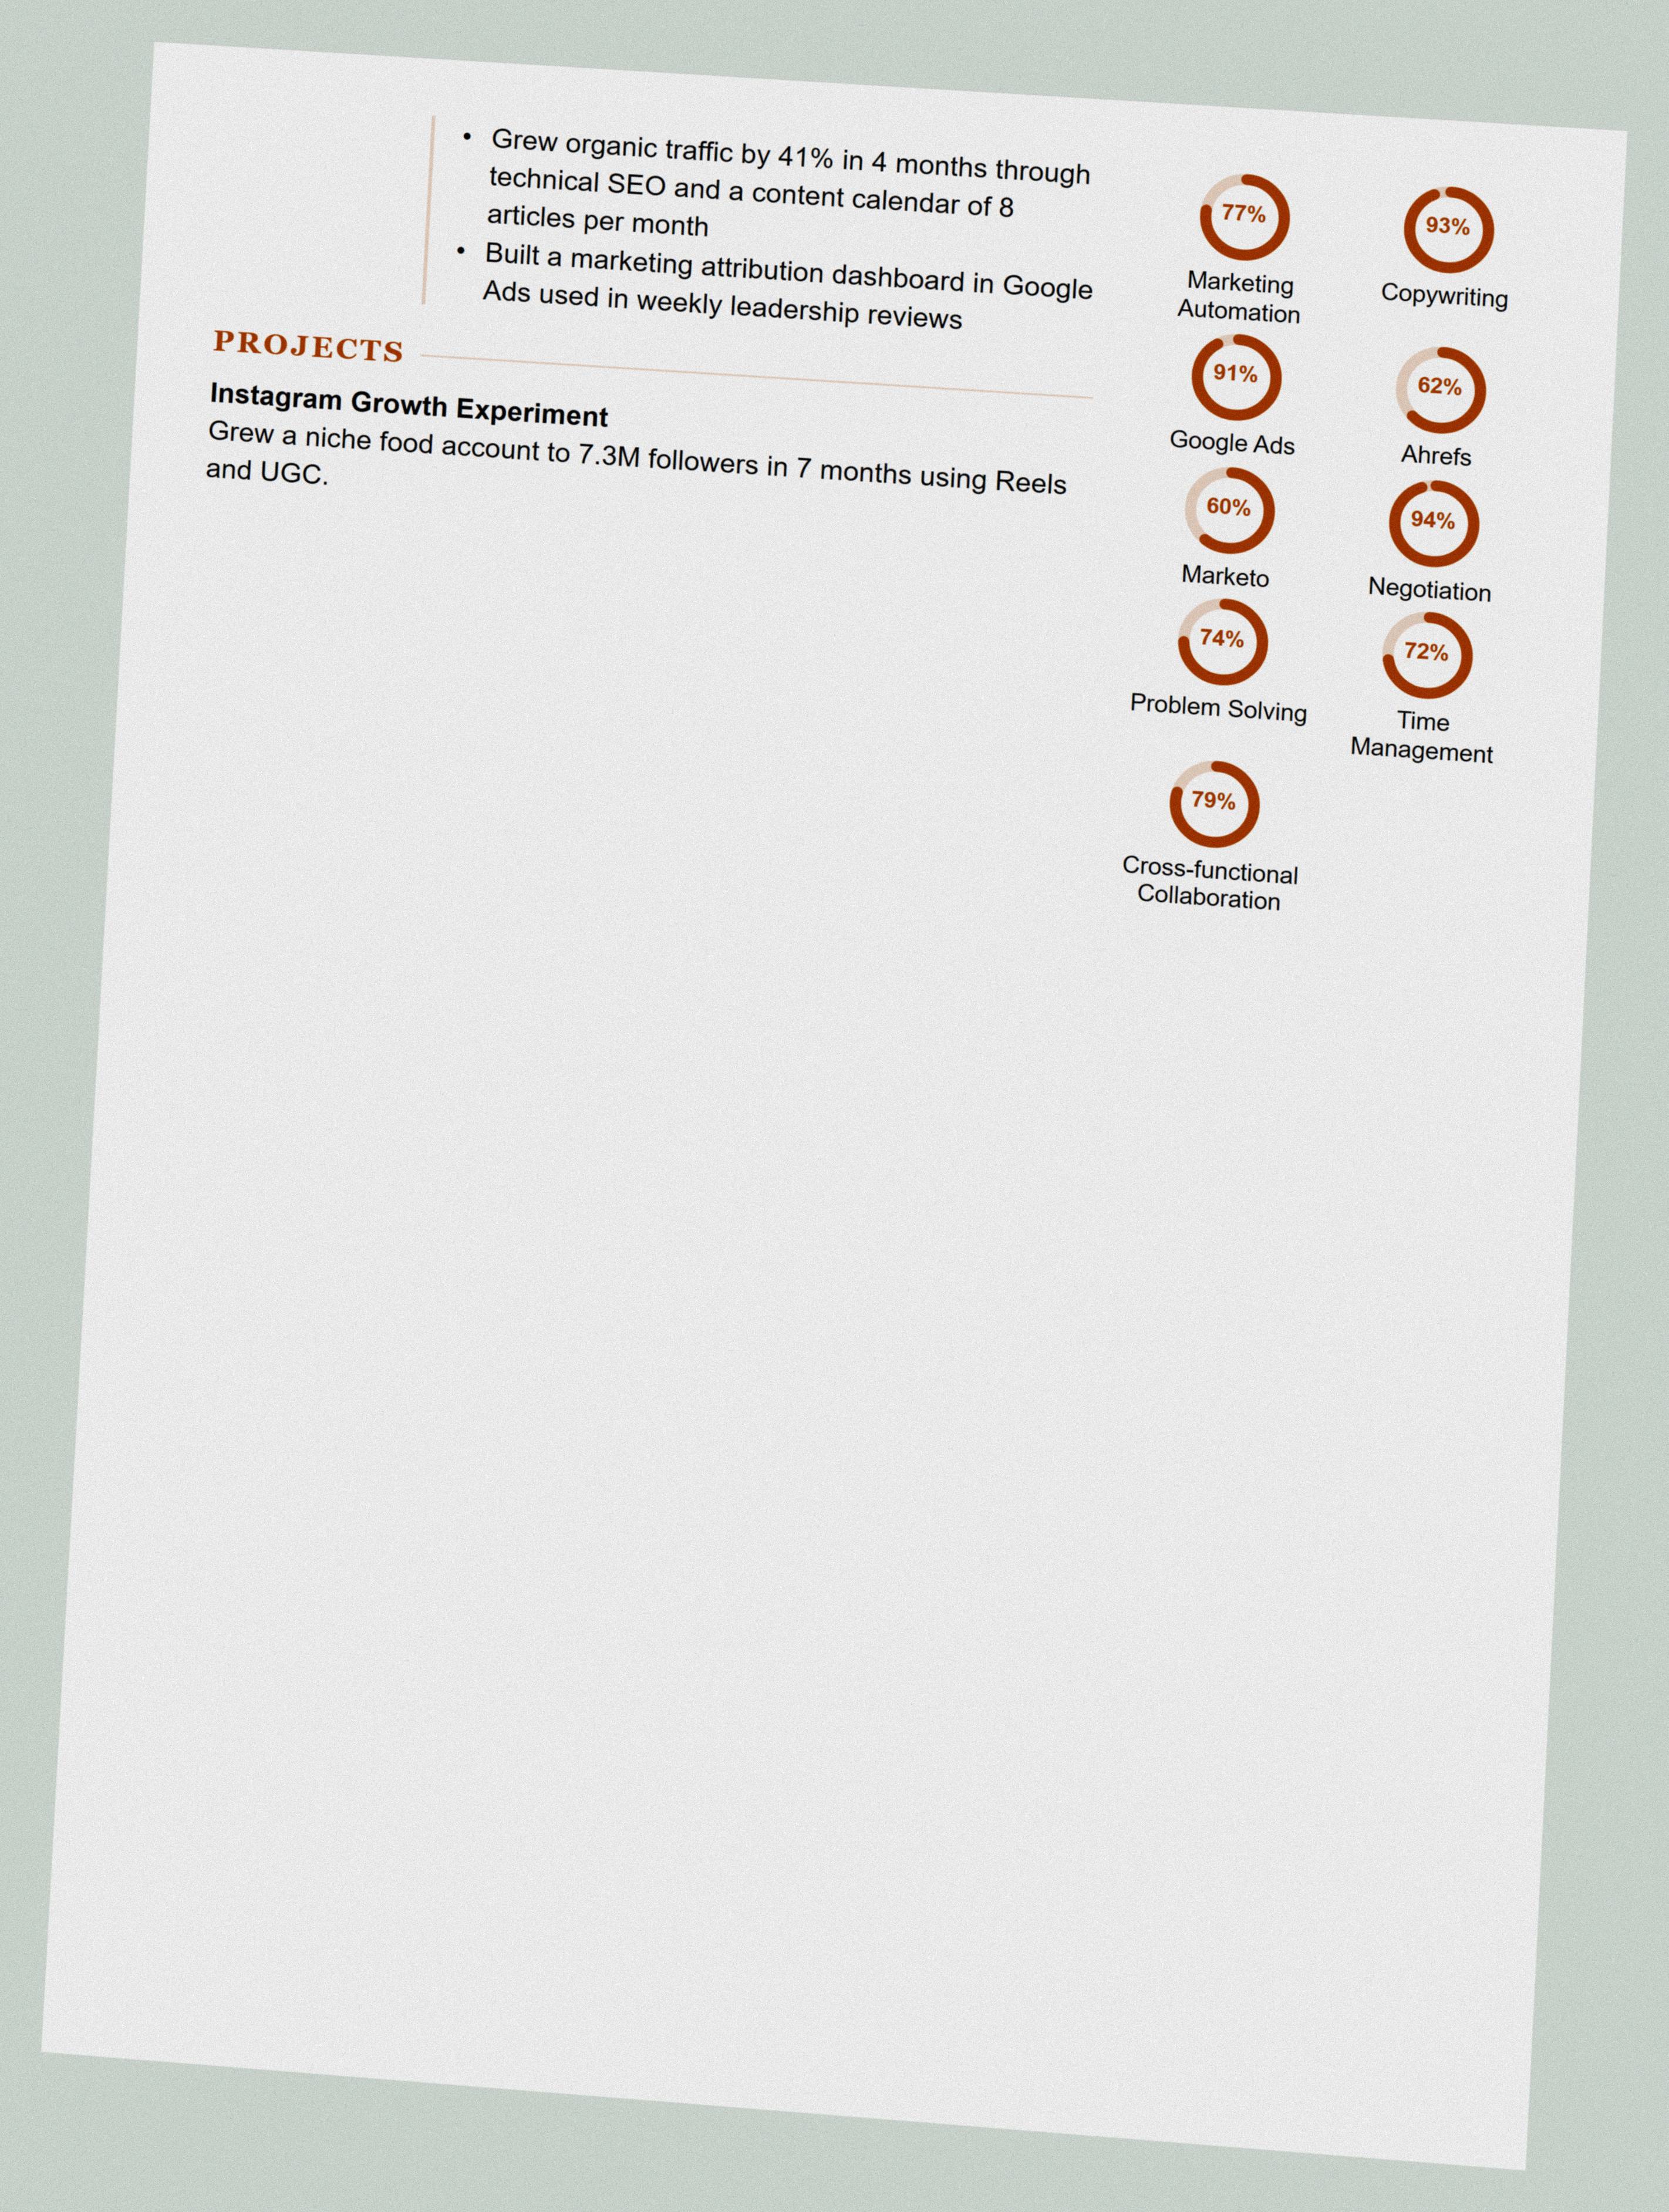 • Grew organic traffic by 41% in 4 months through
technical SEO and a content calendar of 8
articles per month
• Built a marketing attribution dashboard in Google
Ads used in weekly leadership reviews
PROJECTS
Instagram Growth Experiment
Grew a niche food account to 7.3M followers in 7 months using Reels
and UGC.
77%
Marketing
Automation
93%
Copywriting
91%
Google Ads
62%
Ahrefs
60%
Marketo
94%
Negotiation
74%
Problem Solving
72%
Time
Management
79%
Cross-functional
Collaboration